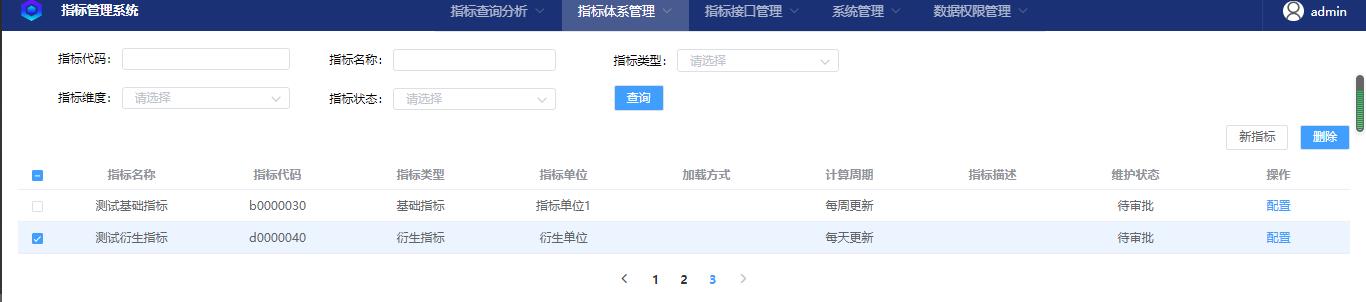 指标管理系统 指标查询分析 指标体系管理 指标接口管理 系统管理 数据权限管理 admin
指标代码: 指标名称: 指标类型: 请选择
指标维度: 请选择 指标状态: 请选择 查询
新指标 删除
指标名称 指标代码 指标类型 指标单位 加载方式 计算周期 指标描述 维护状态 操作
测试基础指标 b0000030 基础指标 指标单位1 每周更新 待审批 配置
测试衍生指标 d0000040 衍生指标 衍生单位 每天更新 待审批 配置
1 2 3